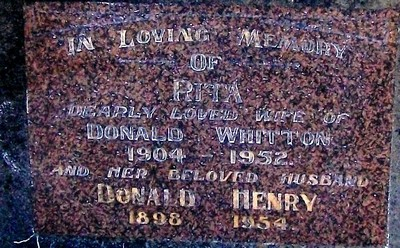 IN LOVING MEMORY
OF
RITA
DEARLY LOVED WIFE OF
DONALD WHITTON
1904 - 1952.
AND HER BELOVED HUSBAND
DONALD HENRY
1898 1954.